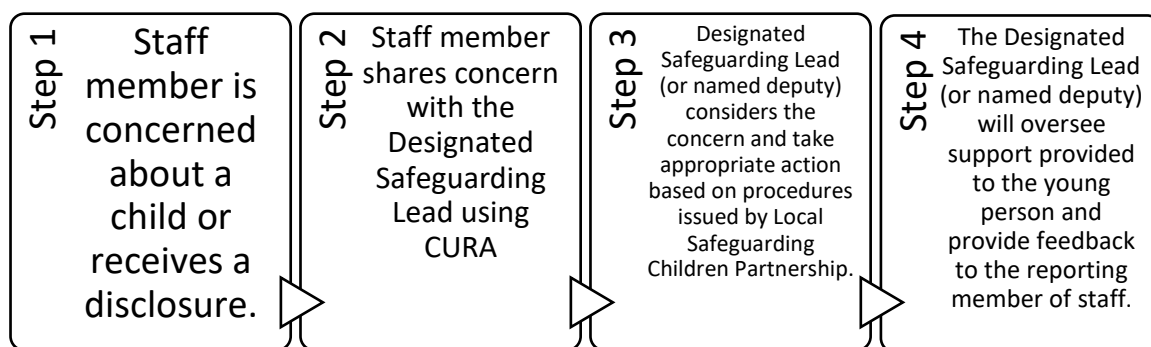 Step 1
Staff
member is
concerned
about a
child or
receives a
disclosure.
Step 2
Staff member
shares concern
with the
Designated
Safeguarding
Lead using
CURA
Step 3
Designated
Safeguarding Lead
(or named deputy)
considers the
concern and take
appropriate action
based on procedures
issued by Local
Safeguarding
Children Partnership.
Step 4
The Designated
Safeguarding Lead
(or named deputy)
will oversee
support provided
to the young
person and
provide feedback
to the reporting
member of staff.